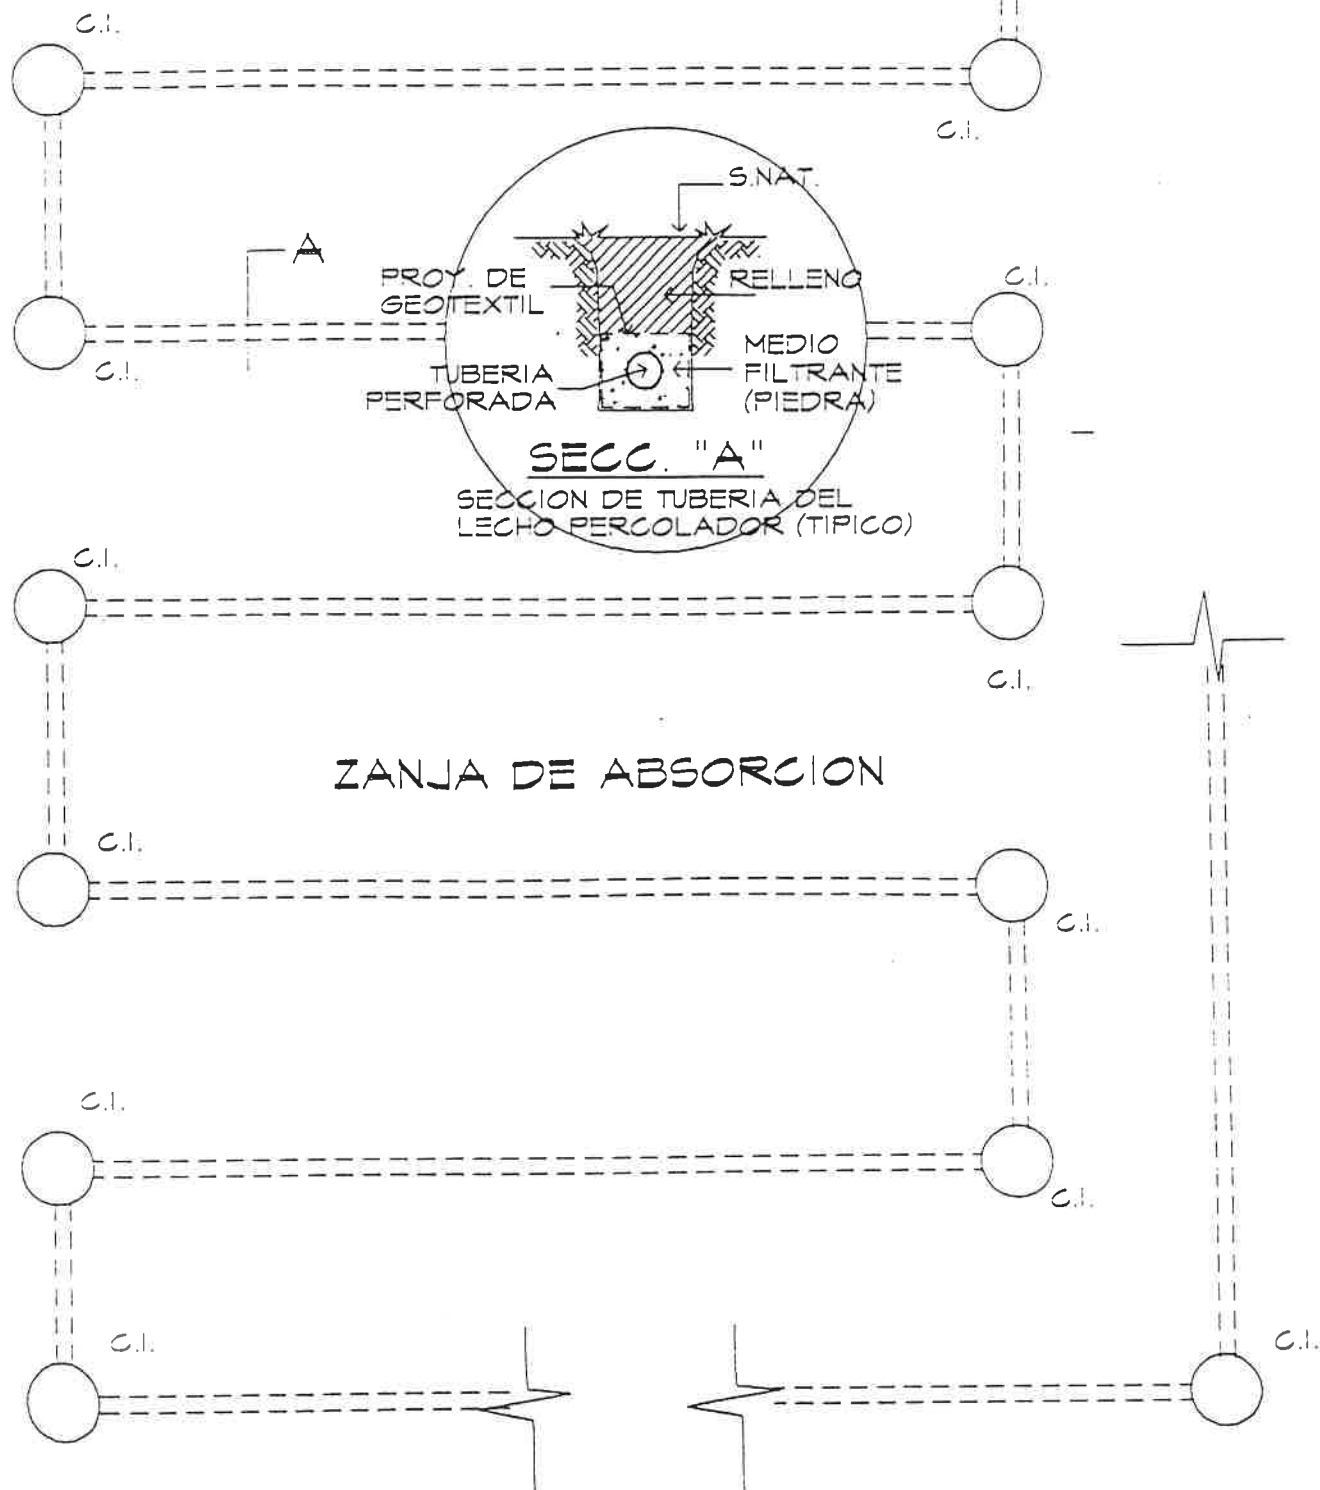 C.I.
C.I.
S.NAT.
A
PROY. DE
GEOTEXTIL
RELLENO
C.I.
C.I.
TUBERIA
PERFORADA
MEDIO
FILTRANTE
(PIEDRA)
SECC. "A"
SECCION DE TUBERIA DEL
LECHO PERCOLADOR (TIPICO)
C.I.
C.I.
ZANJA DE ABSORCION
C.I.
C.I.
C.I.
C.I.
C.I.
C.I.